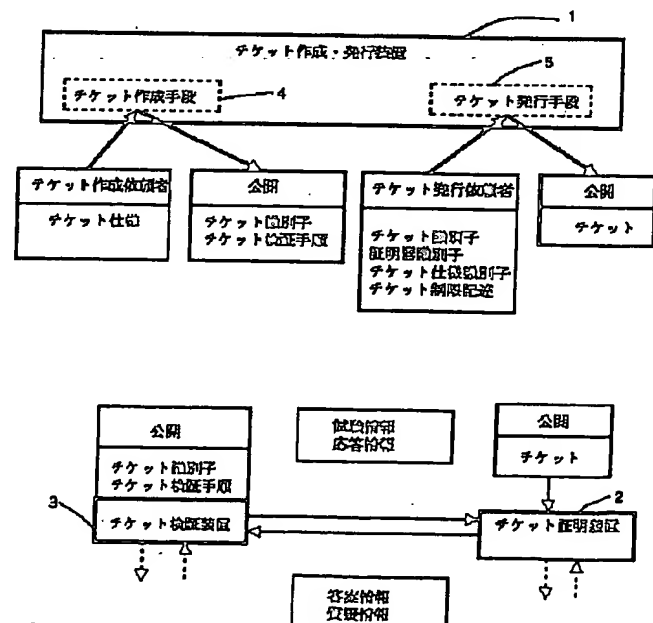 1
チケット作成・発行装置
チケット作成手段
4
5
チケット発行手段
チケット作成依頼者
チケット仕様
公開
チケット識別子
チケット検証手順
チケット発行依頼者
チケット識別子
証明器識別子
チケット仕様識別子
チケット制限記述
公開
チケット
公開
チケット識別子
チケット検証手順
3
チケット検証装置
試験情報
応答情報
公開
チケット
2
チケット証明装置
情報
質疑情報